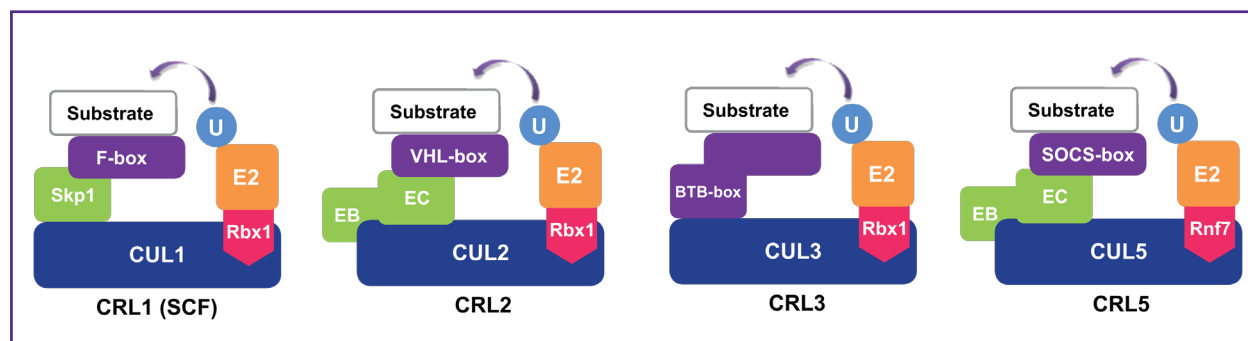 Substrate
U
F-box
E2
Skp1
Rbx1
CUL1
CRL1 (SCF)
Substrate
U
VHL-box
E2
EC
EB
Rbx1
CUL2
CRL2
Substrate
U
E2
BTB-box
Rbx1
CUL3
CRL3
Substrate
U
SOCS-box
E2
EC
EB
Rnf7
CUL5
CRL5